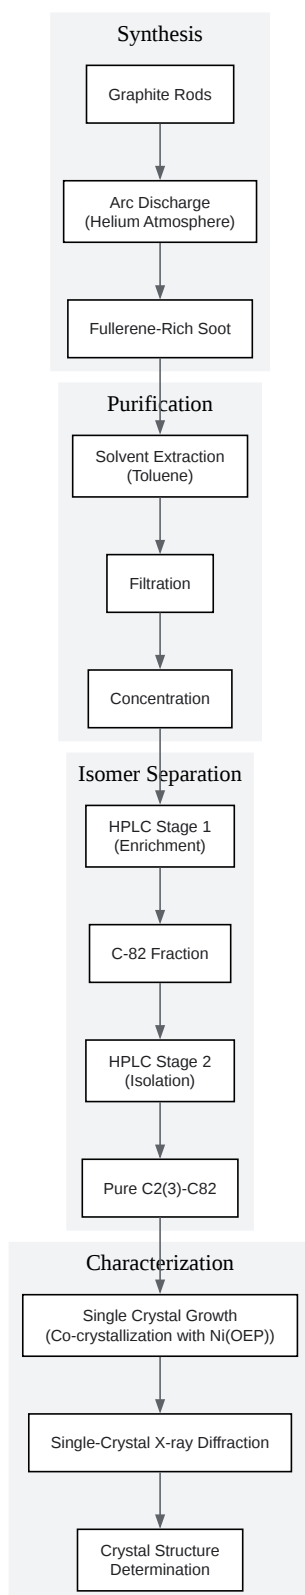 Synthesis
Graphite Rods
Arc Discharge
(Helium Atmosphere)
Fullerene-Rich Soot
Purification
Solvent Extraction
(Toluene)
Filtration
Concentration
Isomer Separation
HPLC Stage 1
(Enrichment)
C-82 Fraction
HPLC Stage 2
(Isolation)
Pure C2(3)-C82
Characterization
Single Crystal Growth
(Co-crystallization with Ni(OEP))
Single-Crystal X-ray Diffraction
Crystal Structure
Determination